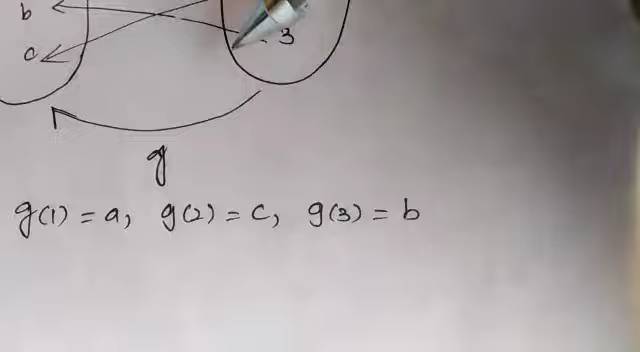 b
3
c
g
g(1) = a, g(2) = c, g(3) = b